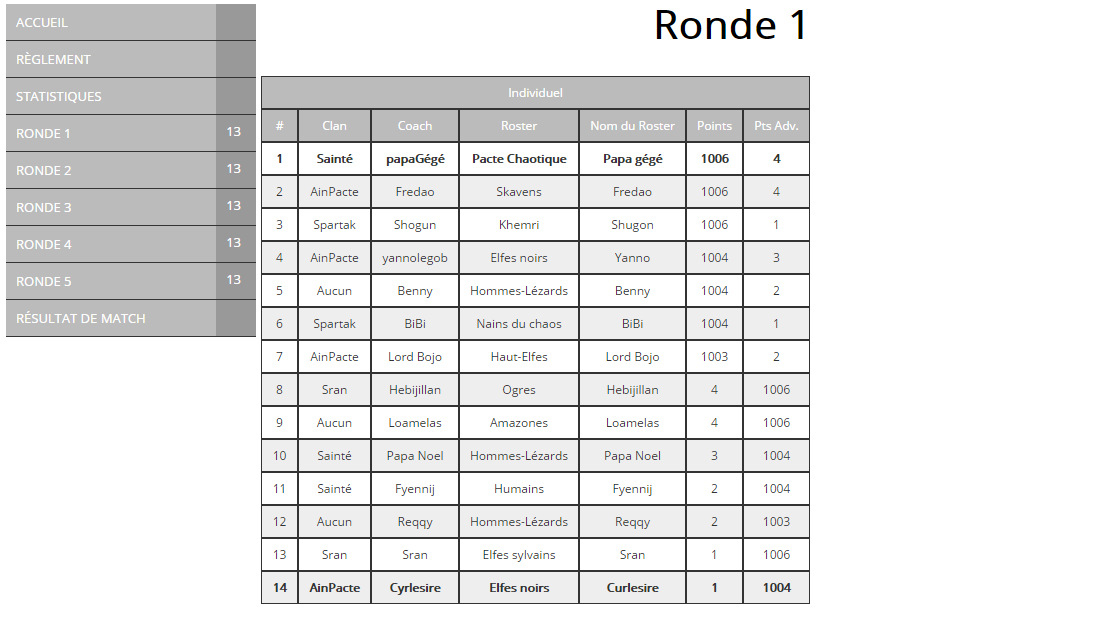 ACCUEIL
RÈGLEMENT
STATISTIQUES
RONDE 1 13
RONDE 2 13
RONDE 3 13
RONDE 4 13
RONDE 5 13
RÉSULTAT DE MATCH
Ronde 1
Individuel
# Clan Coach Roster Nom du Roster Points Pts Adv.
1 Sainté papaGégé Pacte Chaotique Papa gégé 1006 4
2 AinPacte Fredao Skavens Fredao 1006 4
3 Spartak Shogun Khemri Shugon 1006 1
4 AinPacte yannolegob Elfes noirs Yanno 1004 3
5 Aucun Benny Hommes-Lézards Benny 1004 2
6 Spartak BiBi Nains du chaos BiBi 1004 1
7 AinPacte Lord Bojo Haut-Elfes Lord Bojo 1003 2
8 Sran Hebijillan Ogres Hebijillan 4 1006
9 Aucun Loamelas Amazones Loamelas 4 1006
10 Sainté Papa Noel Hommes-Lézards Papa Noel 3 1004
11 Sainté Fyennij Humains Fyennij 2 1004
12 Aucun Reqqy Hommes-Lézards Reqqy 2 1003
13 Sran Sran Elfes sylvains Sran 1 1006
14 AinPacte Cyrlesire Elfes noirs Curlesire 1 1004